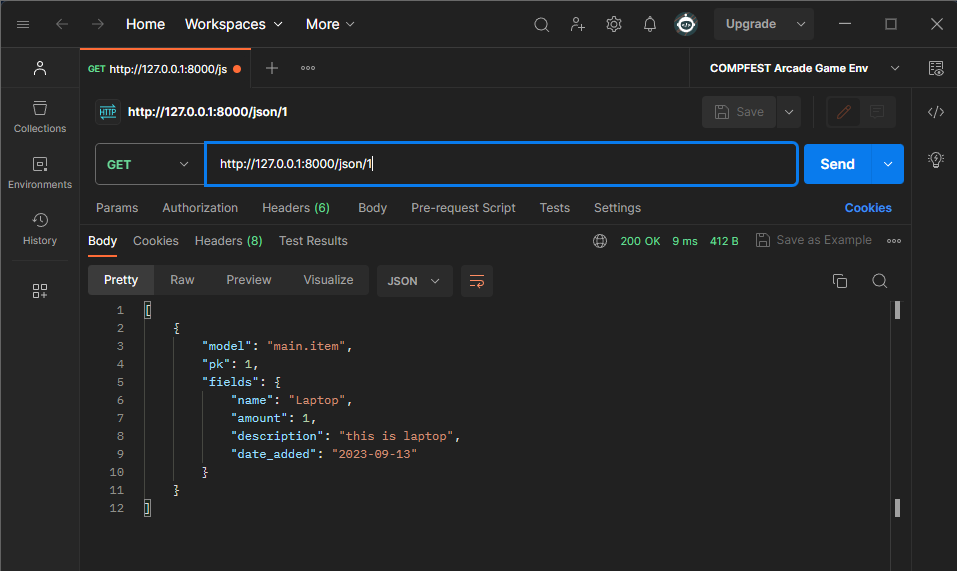 Home Workspaces More Upgrade
GET http://127.0.0.1:8000/js COMPFEST Arcade Game Env
HTTP http://127.0.0.1:8000/json/1 Save
Collections
GET http://127.0.0.1:8000/json/1 Send
Environments
Params Authorization Headers (6) Body Pre-request Script Tests Settings Cookies
History
Body Cookies Headers (8) Test Results 200 OK 9 ms 412 B Save as Example
Pretty Raw Preview Visualize JSON
1 [
2 {
3 "model": "main.item",
4 "pk": 1,
5 "fields": {
6 "name": "Laptop",
7 "amount": 1,
8 "description": "this is laptop",
9 "date_added": "2023-09-13"
10 }
11 }
12 ]